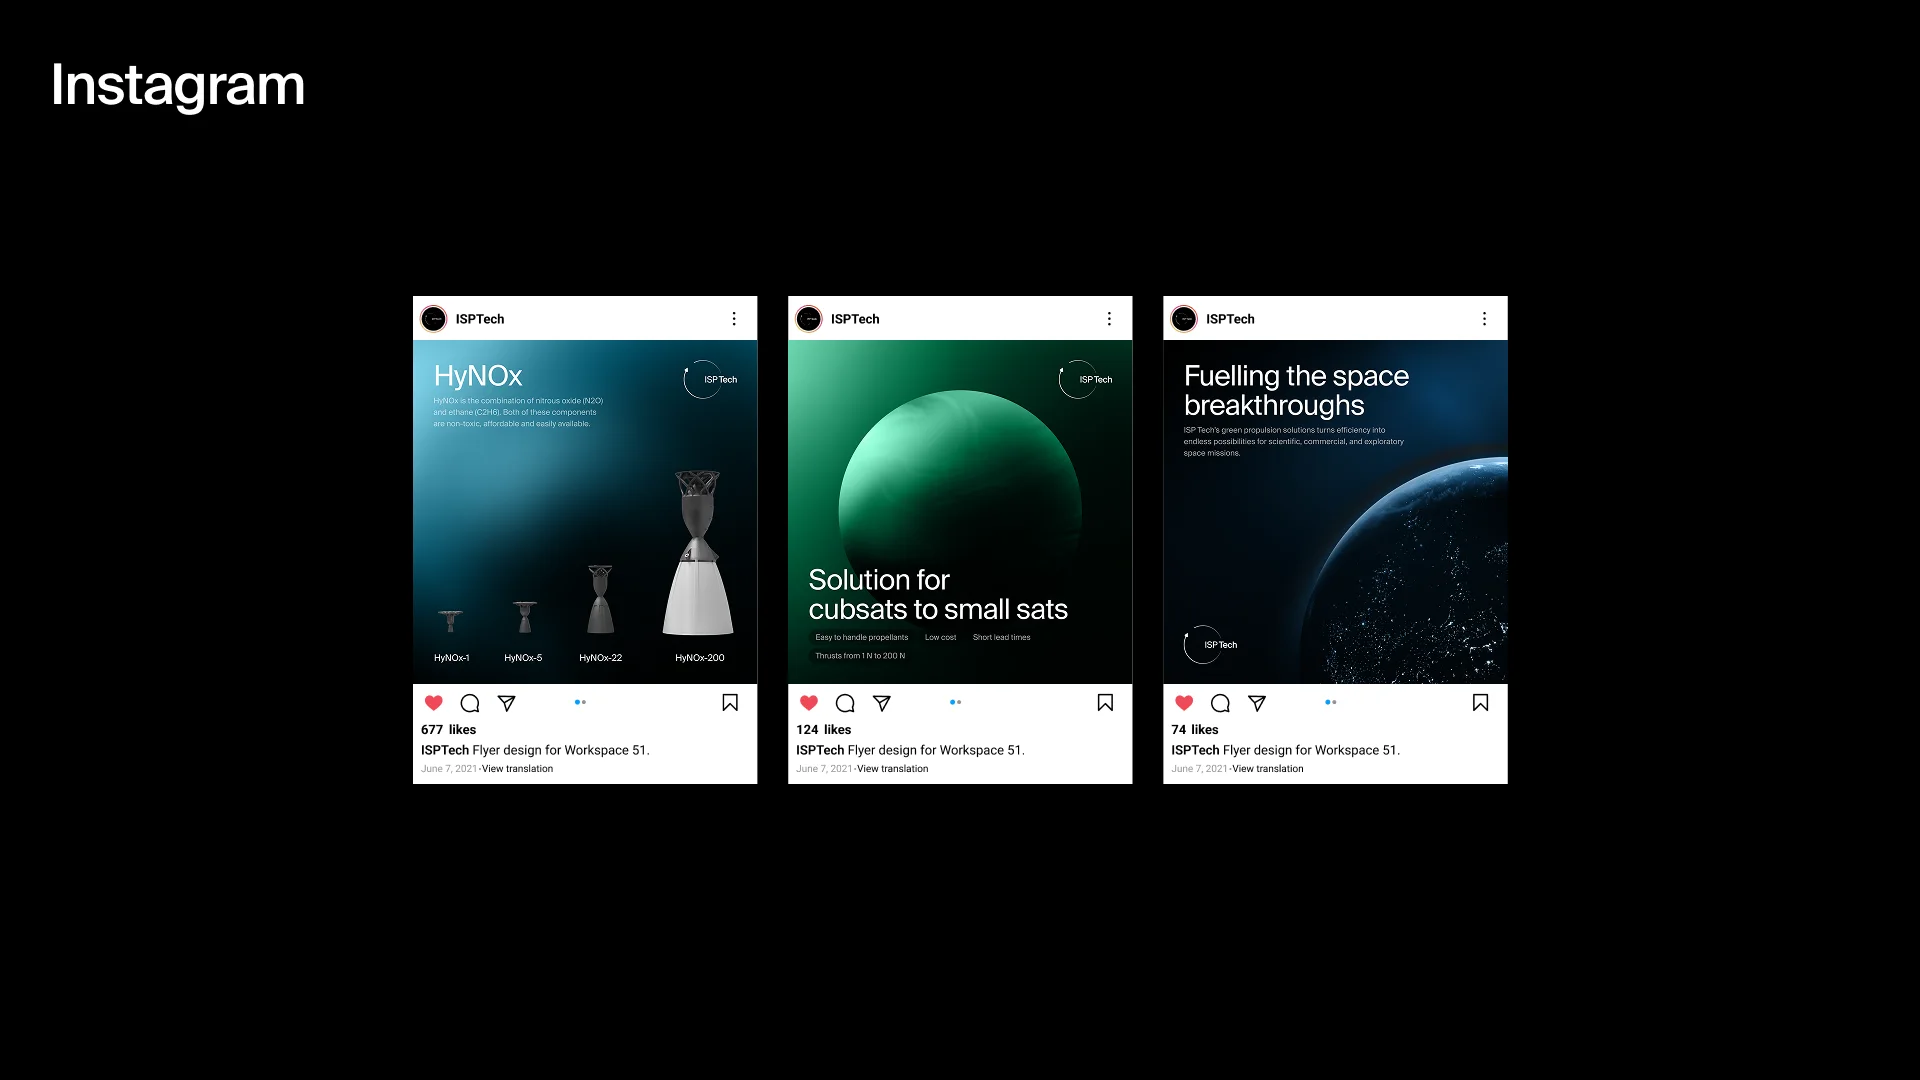 Instagram
ISPTech
HyNOx
ISP Tech
HyNOx is the combination of nitrous oxide (N2O)
and ethane (C2H6). Both of these components
are non-toxic, affordable and easily available.
HyNOx-1
HyNOx-5
HyNOx-22
HyNOx-200
677 likes
ISPTech Flyer design for Workspace 51.
June 7, 2021·View translation
ISPTech
ISP Tech
Solution for
cubsats to small sats
Easy to handle propellants Low cost Short lead times
Thrusts from 1 N to 200 N
124 likes
ISPTech Flyer design for Workspace 51.
June 7, 2021·View translation
ISPTech
Fuelling the space
breakthroughs
ISP Tech's green propulsion solutions turns efficiency into
endless possibilities for scientific, commercial, and exploratory
space missions.
ISP Tech
74 likes
ISPTech Flyer design for Workspace 51.
June 7, 2021·View translation